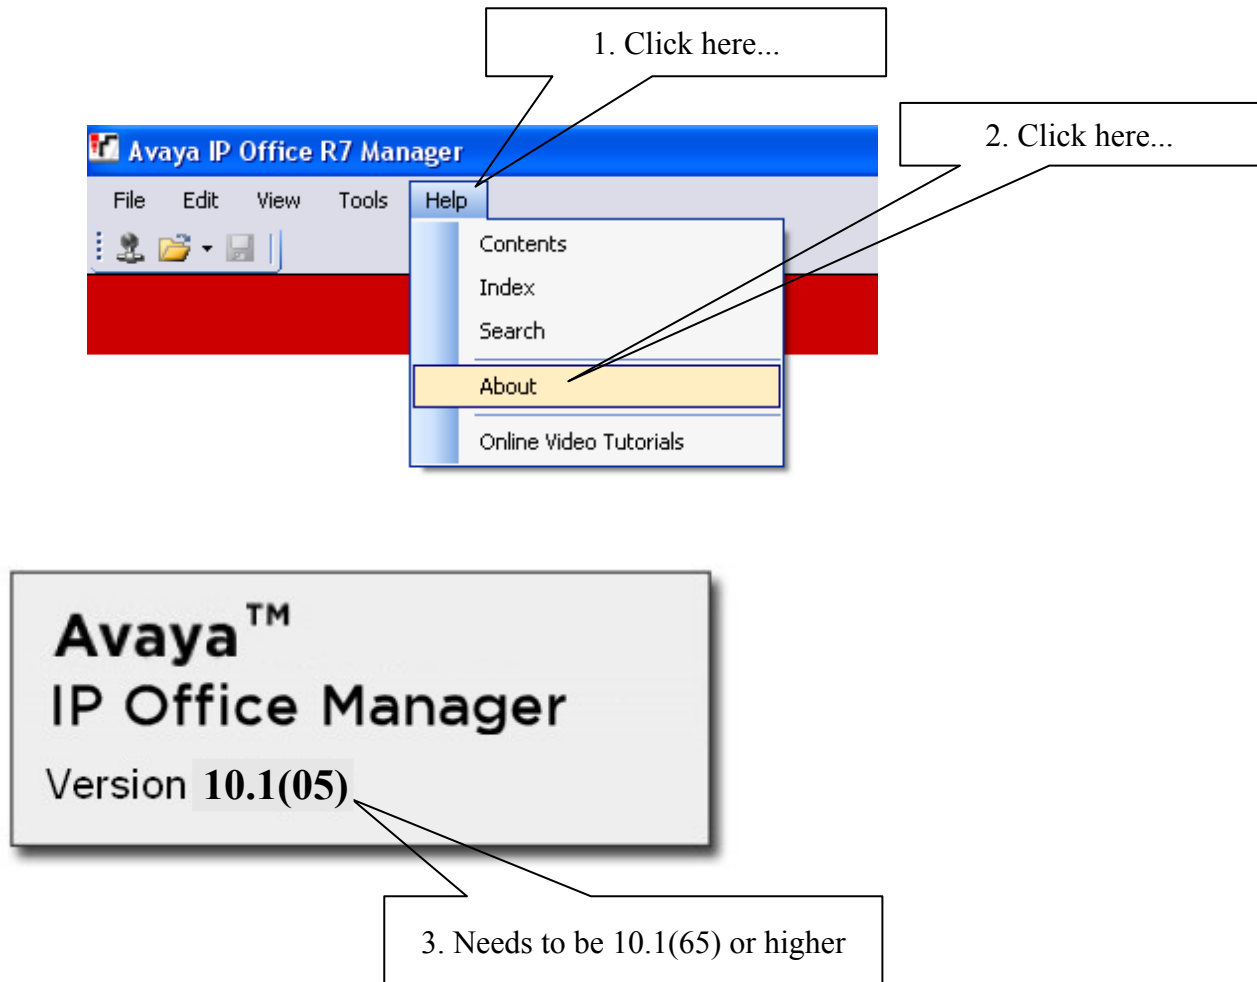 1. Click here...
2. Click here...
Avaya IP Office R7 Manager
File Edit View Tools Help
Contents
Index
Search
About
Online Video Tutorials
Avaya™
IP Office Manager
Version 10.1(05)
3. Needs to be 10.1(65) or higher